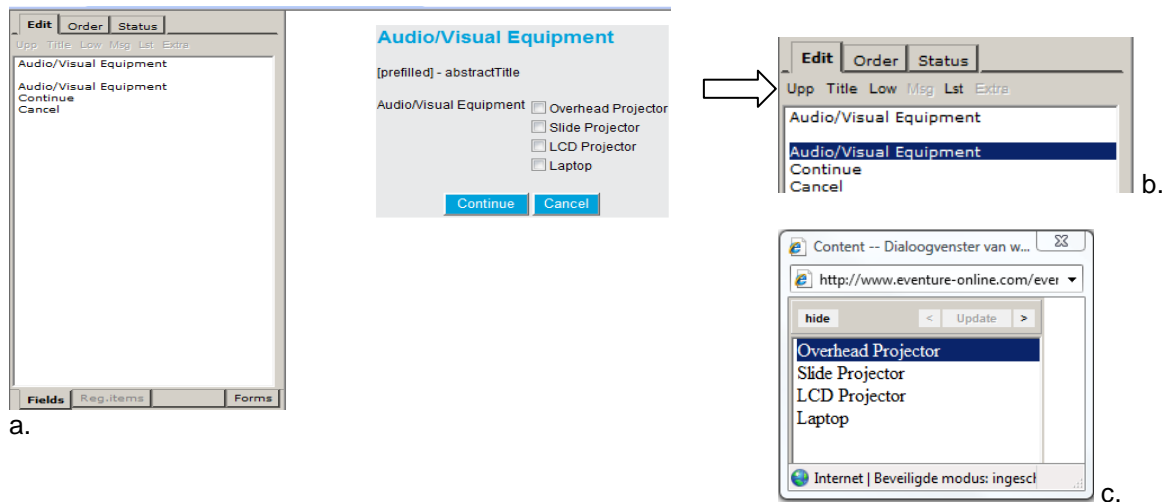 Edit Order Status
Upp Title Low Msg Lst Extra
Audio/Visual Equipment
Audio/Visual Equipment
Continue
Cancel
Fields Reg.items Forms
a.
Audio/Visual Equipment
[prefilled] - abstractTitle
Audio/Visual Equipment Overhead Projector
Slide Projector
LCD Projector
Laptop
Continue Cancel
Edit Order Status
Upp Title Low Msg Lst Extra
Audio/Visual Equipment
Audio/Visual Equipment
Continue
Cancel
b.
Content -- Dialoogvenster van w...
http://www.eventure-online.com/ever
hide < Update >
Overhead Projector
Slide Projector
LCD Projector
Laptop
Internet | Beveiligde modus: ingescl
c.